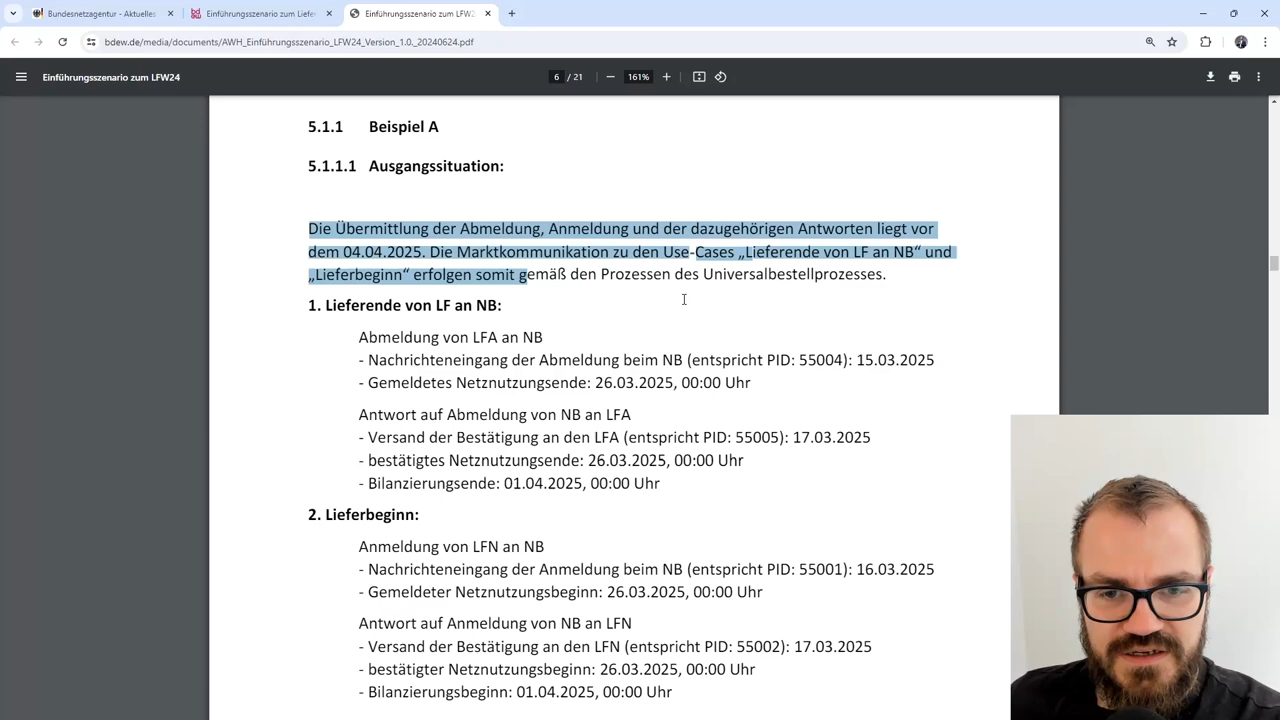 Bundesnetzagentur - Aktuelles
Einführungsszenario zum Liefe
Einführungsszenario zum LFW2
bdew.de/media/documents/AWH_Einführungsszenario_LFW24_Version_1.0._20240624.pdf
Einführungsszenario zum LFW24
6 / 21
161%
5.1.1 Beispiel A
5.1.1.1 Ausgangssituation:
Die Übermittlung der Abmeldung, Anmeldung und der dazugehörigen Antworten liegt vor
dem 04.04.2025. Die Marktkommunikation zu den Use-Cases „Lieferende von LF an NB“ und
„Lieferbeginn“ erfolgen somit gemäß den Prozessen des Universalbestellprozesses.
1. Lieferende von LF an NB:
Abmeldung von LFA an NB
- Nachrichteneingang der Abmeldung beim NB (entspricht PID: 55004): 15.03.2025
- Gemeldetes Netznutzungsende: 26.03.2025, 00:00 Uhr
Antwort auf Abmeldung von NB an LFA
- Versand der Bestätigung an den LFA (entspricht PID: 55005): 17.03.2025
- bestätigtes Netznutzungsende: 26.03.2025, 00:00 Uhr
- Bilanzierungsende: 01.04.2025, 00:00 Uhr
2. Lieferbeginn:
Anmeldung von LFN an NB
- Nachrichteneingang der Anmeldung beim NB (entspricht PID: 55001): 16.03.2025
- Gemeldeter Netznutzungsbeginn: 26.03.2025, 00:00 Uhr
Antwort auf Anmeldung von NB an LFN
- Versand der Bestätigung an den LFN (entspricht PID: 55002): 17.03.2025
- bestätigter Netznutzungsbeginn: 26.03.2025, 00:00 Uhr
- Bilanzierungsbeginn: 01.04.2025, 00:00 Uhr